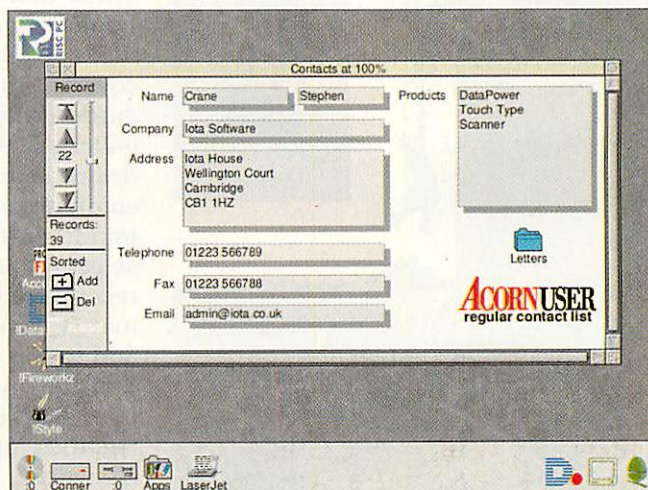 RISC PC
Contacts at 100%
Record
22
Records:
39
Sorted
Add
Del
Name Crane Stephen
Company Iota Software
Address Iota House
Wellington Court
Cambridge
CB1 1HZ
Telephone 01223 566789
Fax 01223 566788
Email admin@iota.co.uk
Products DataPower
Touch Type
Scanner
Letters
ACORN USER
regular contact list
!Fireworkz
!Style
:0 Conner :0 Apps LaserJet